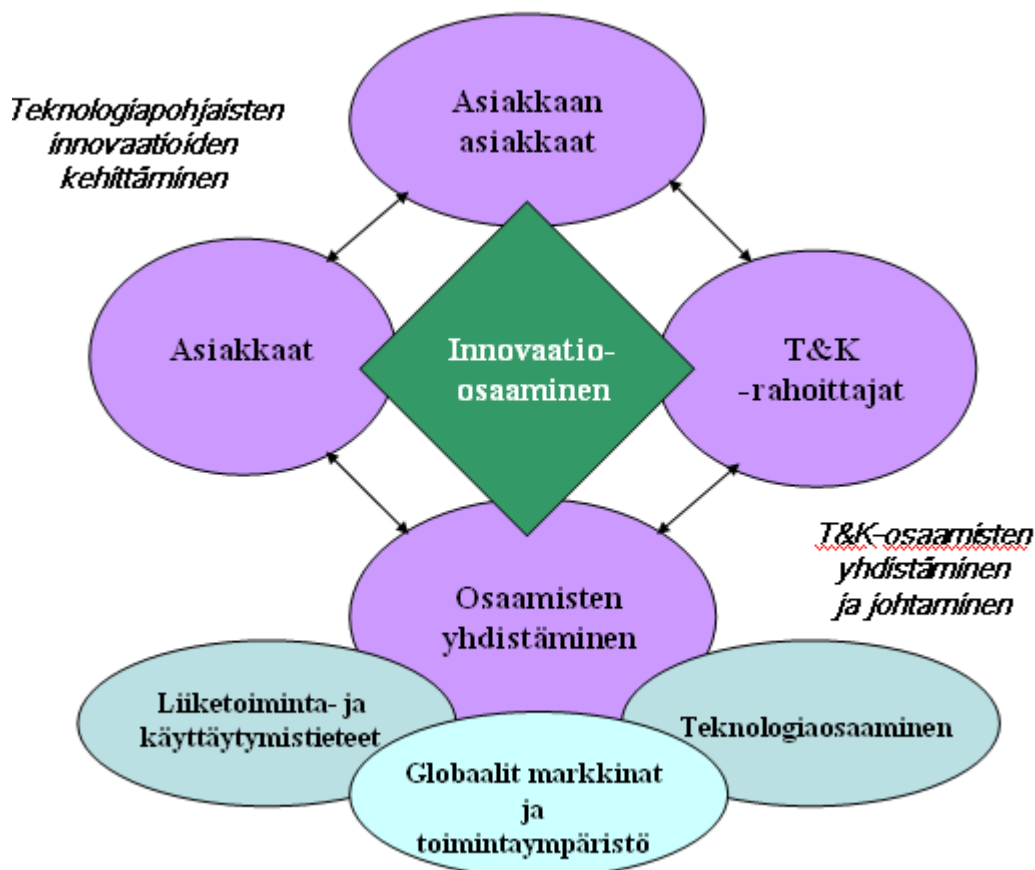 Teknologiapohjaisten
innovaatioiden
kehittäminen
Asiakkaan
asiakkaat
Asiakkaat
Innovaatio-
osaaminen
T&K
-rahoittajat
T&K-osaamisten
yhdistäminen
ja johtaminen
Osaamisten
yhdistäminen
Liiketoiminta- ja
käyttäytymistieteet
Teknologiaosaaminen
Globaalit markkinat
ja
toimintaympäristö